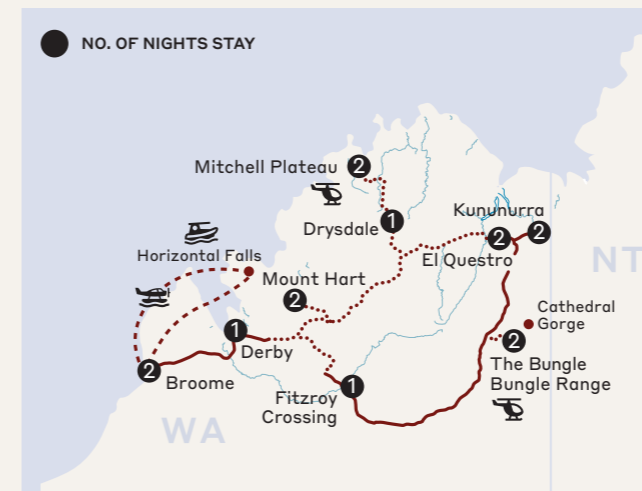 NO. OF NIGHTS STAY
Mitchell Plateau
2
Drysdale
1
Kununurra
2
2
El Questro
NT
Horizontal Falls
Mount Hart
2
Cathedral
Gorge
1
Derby
2
The Bungle
Bungle Range
2
Broome
1
Fitzroy
Crossing
WA